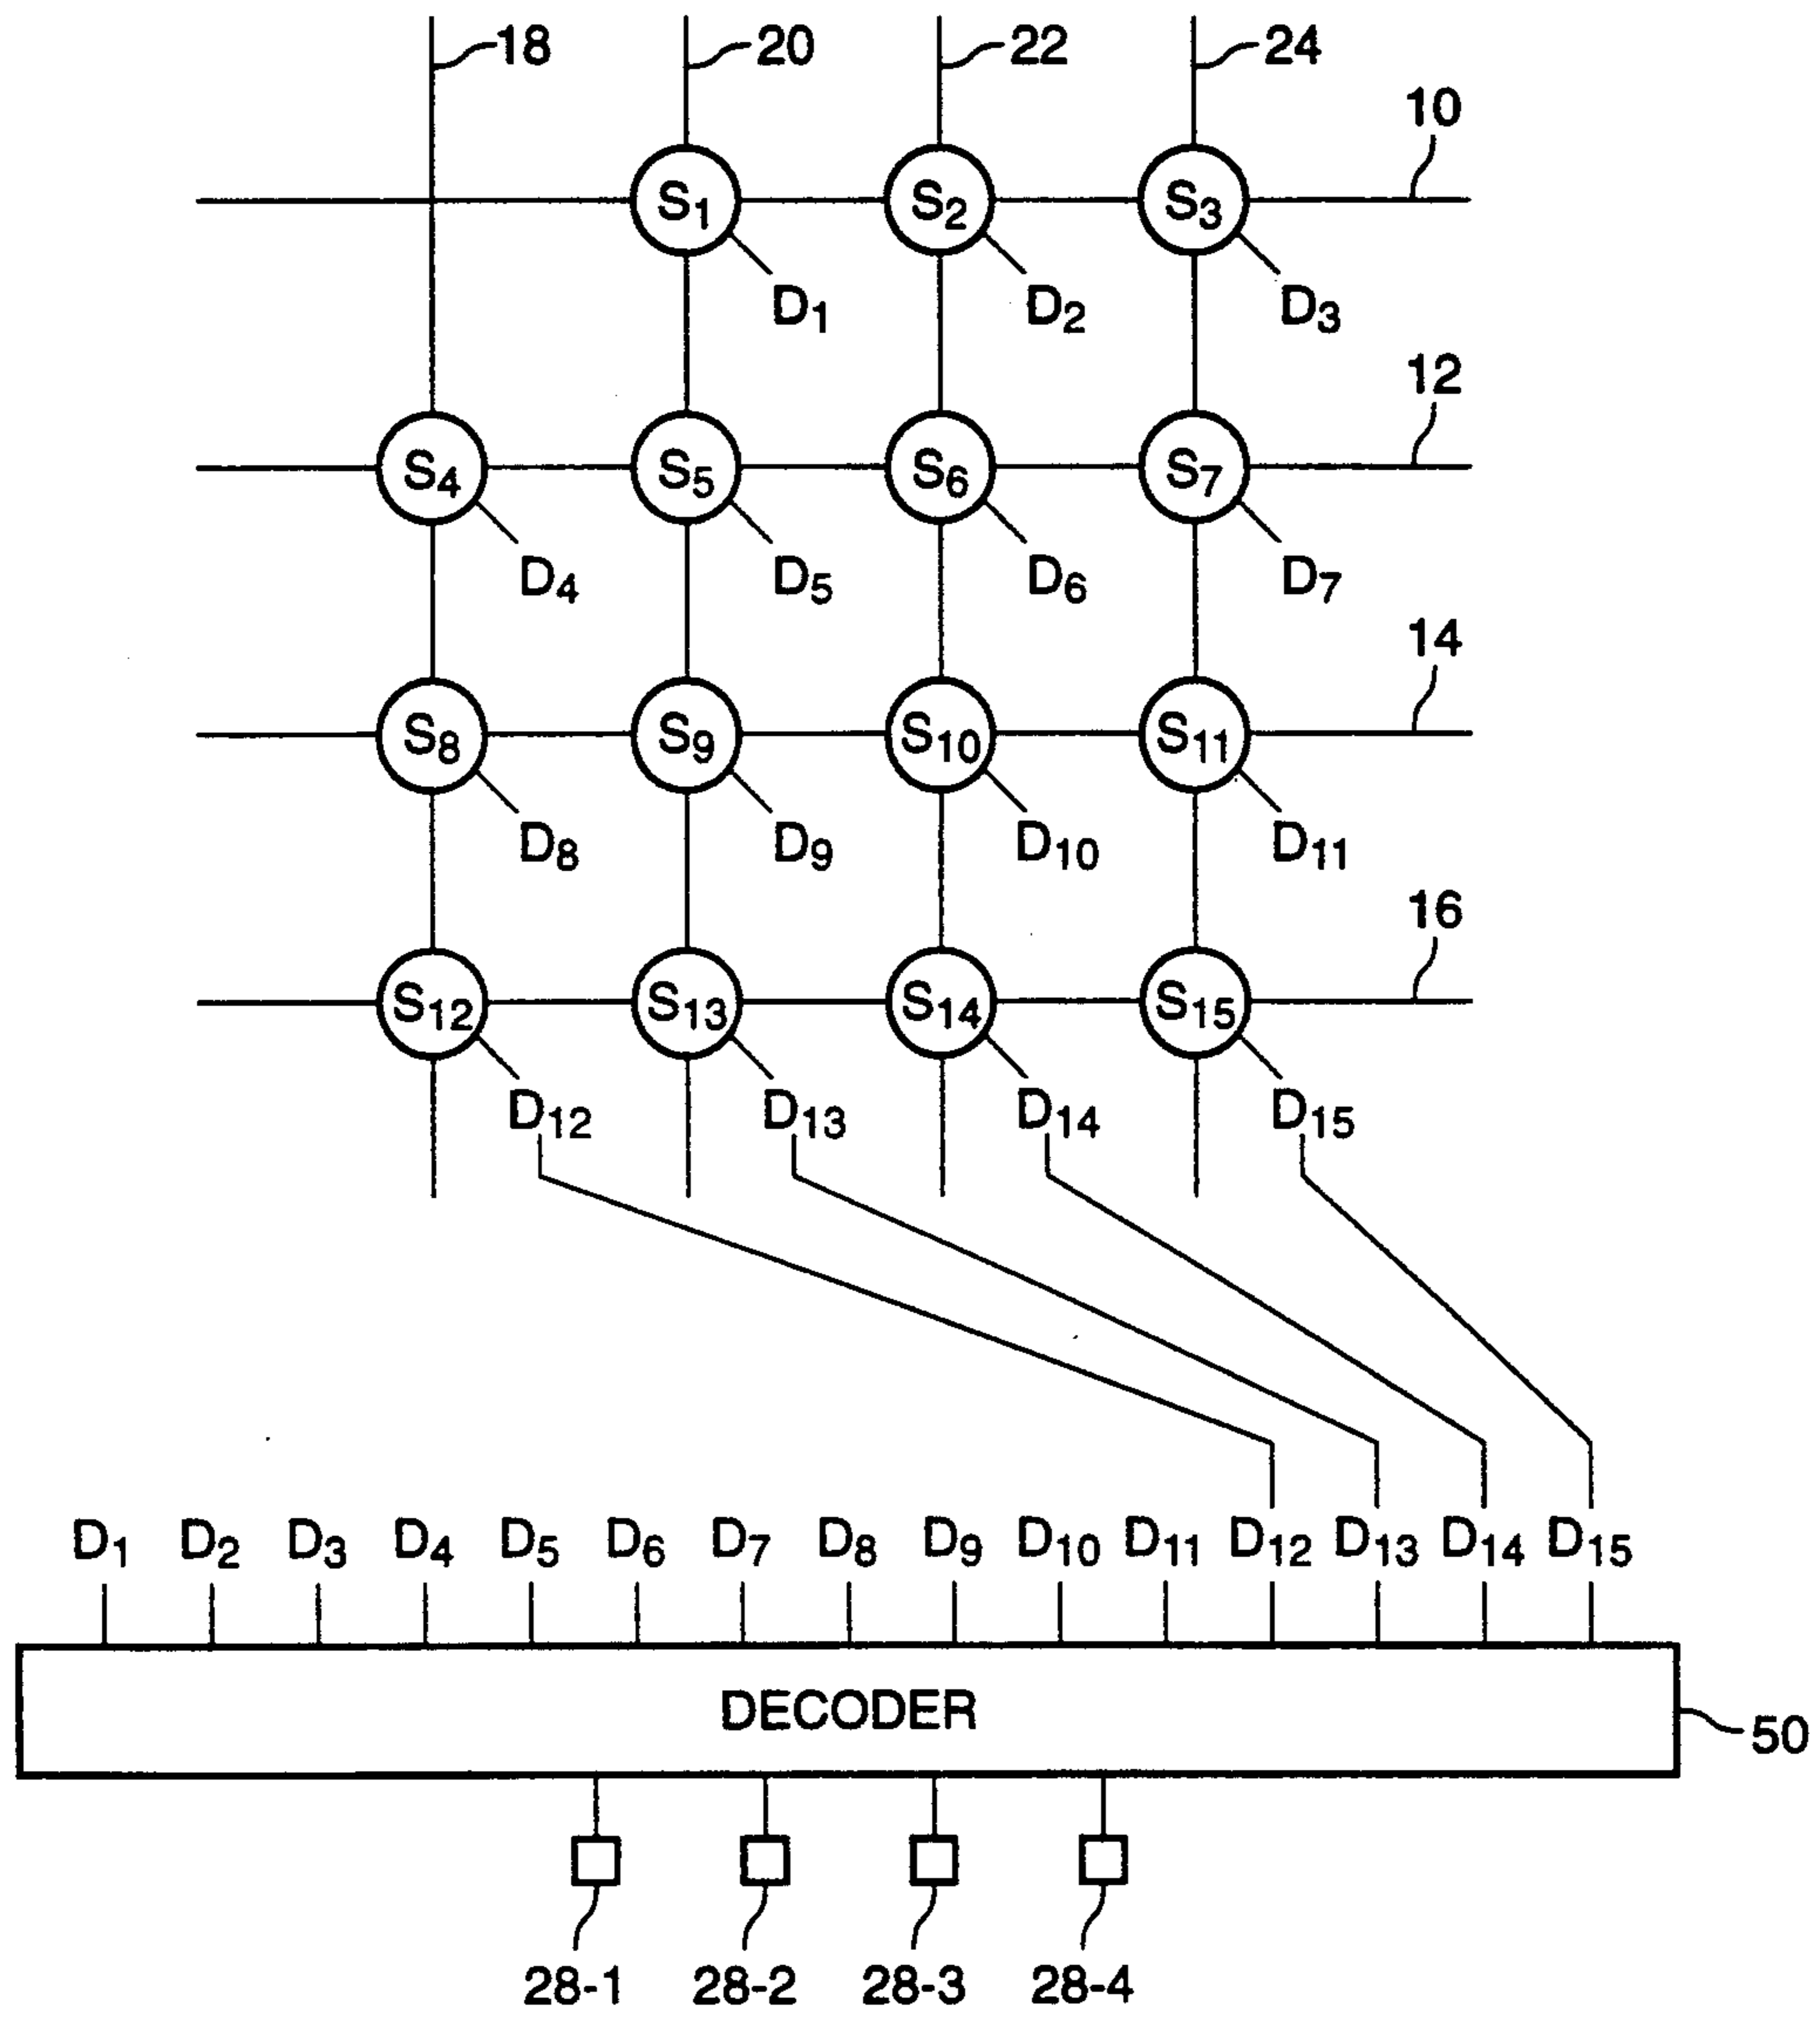 18 20 22 24
10
S1 S2 S3
D1 D2 D3
12
S4 S5 S6 S7
D4 D5 D6 D7
14
S8 S9 S10 S11
D8 D9 D10 D11
16
S12 S13 S14 S15
D12 D13 D14 D15
D1 D2 D3 D4 D5 D6 D7 D8 D9 D10 D11 D12 D13 D14 D15
DECODER
50
28-1 28-2 28-3 28-4